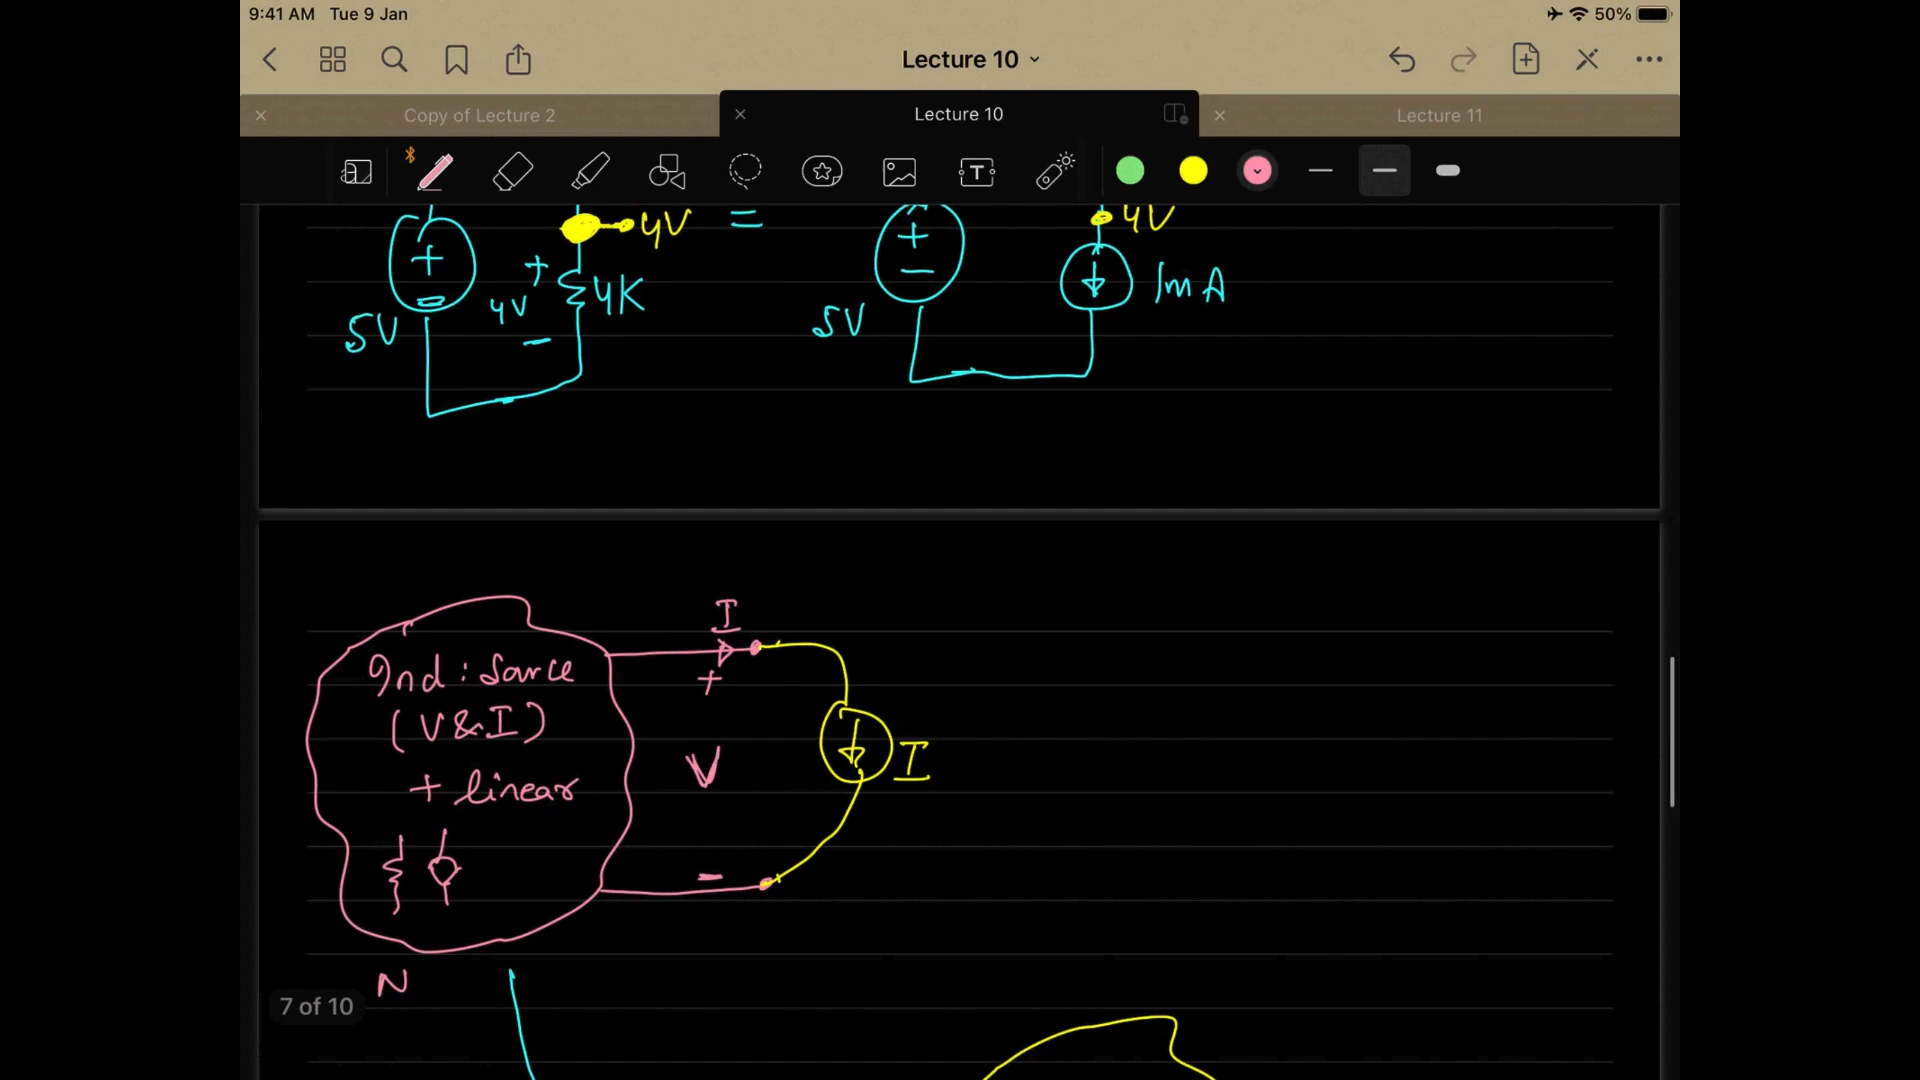 9:41 AM Tue 9 Jan
50%
Lecture 10
Copy of Lecture 2
Lecture 10
Lecture 11
T
4V =
4V
+
−
5V
4V
+
−
4K
+
−
5V
1mA
Ind: Source
(V&I)
+ linear
N
I
+
V
-
I
7 of 10